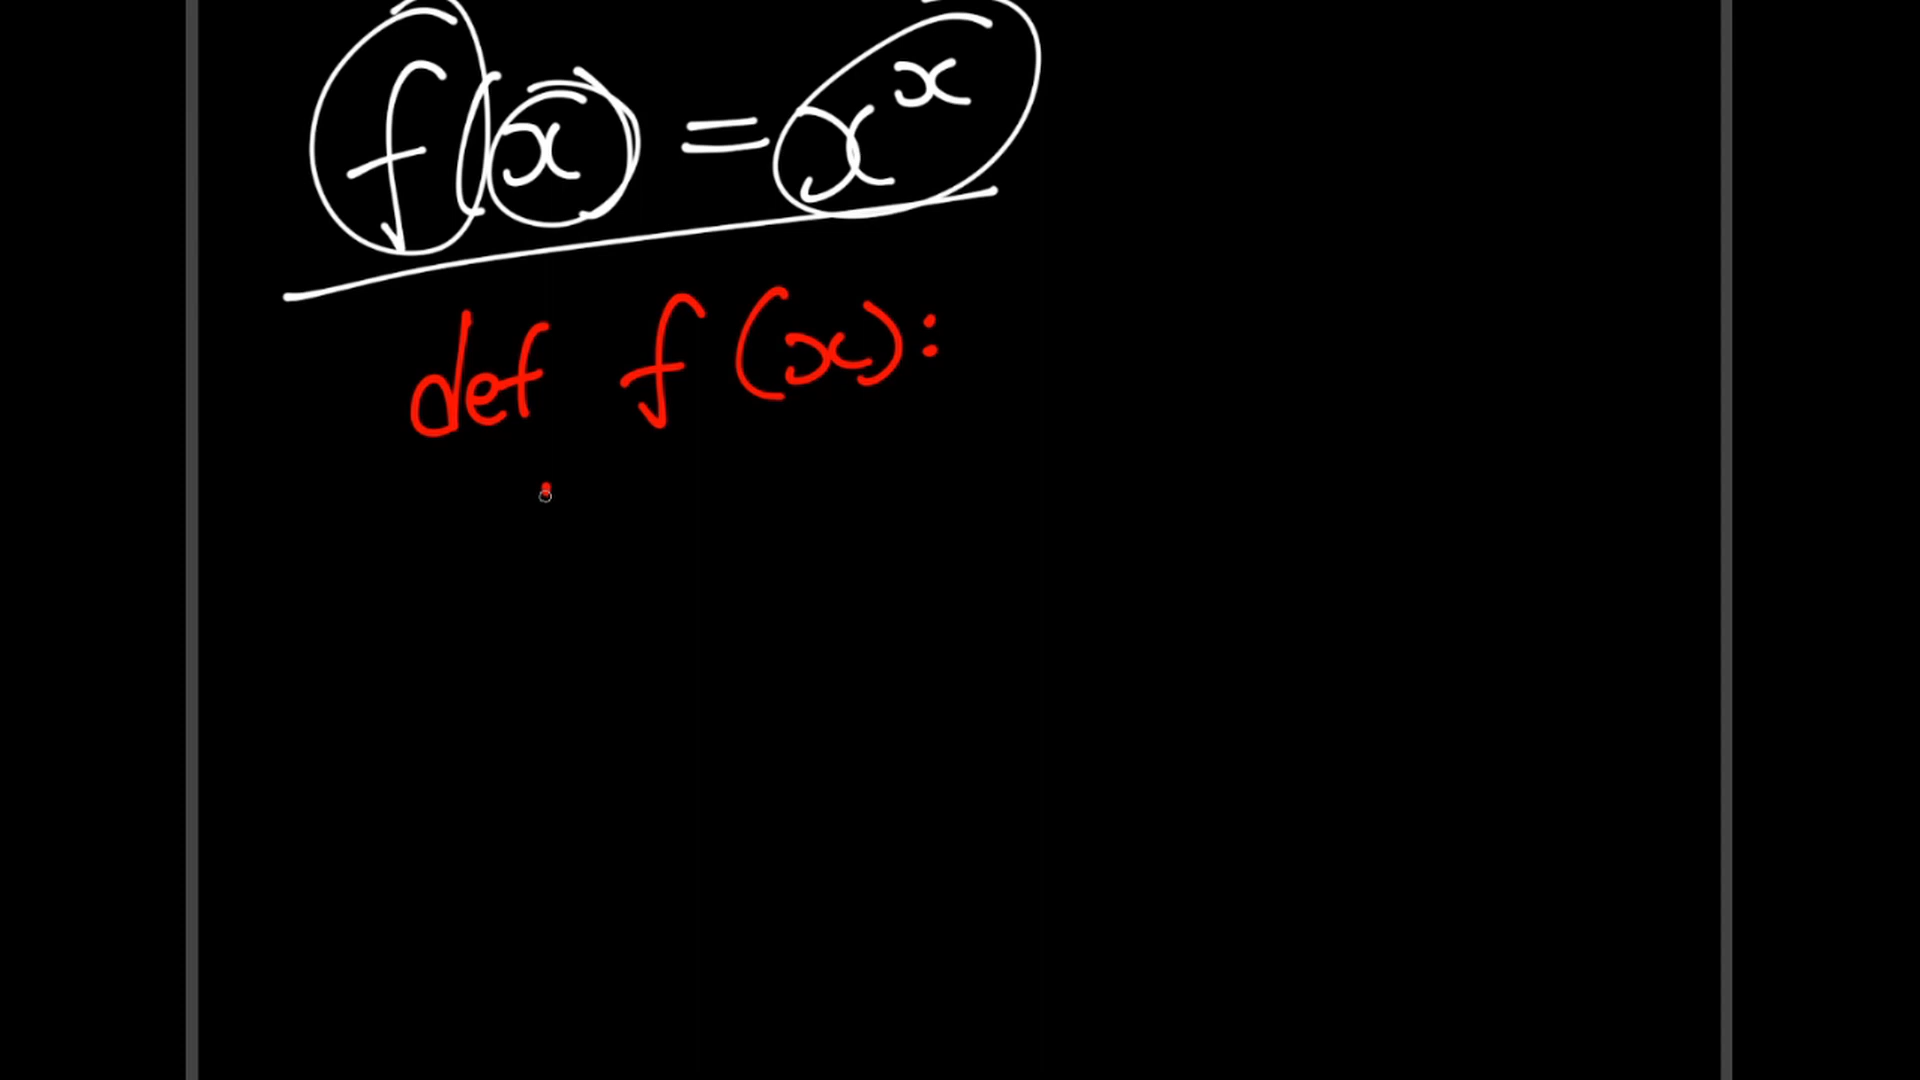 f(x) = x^x
def f(x):